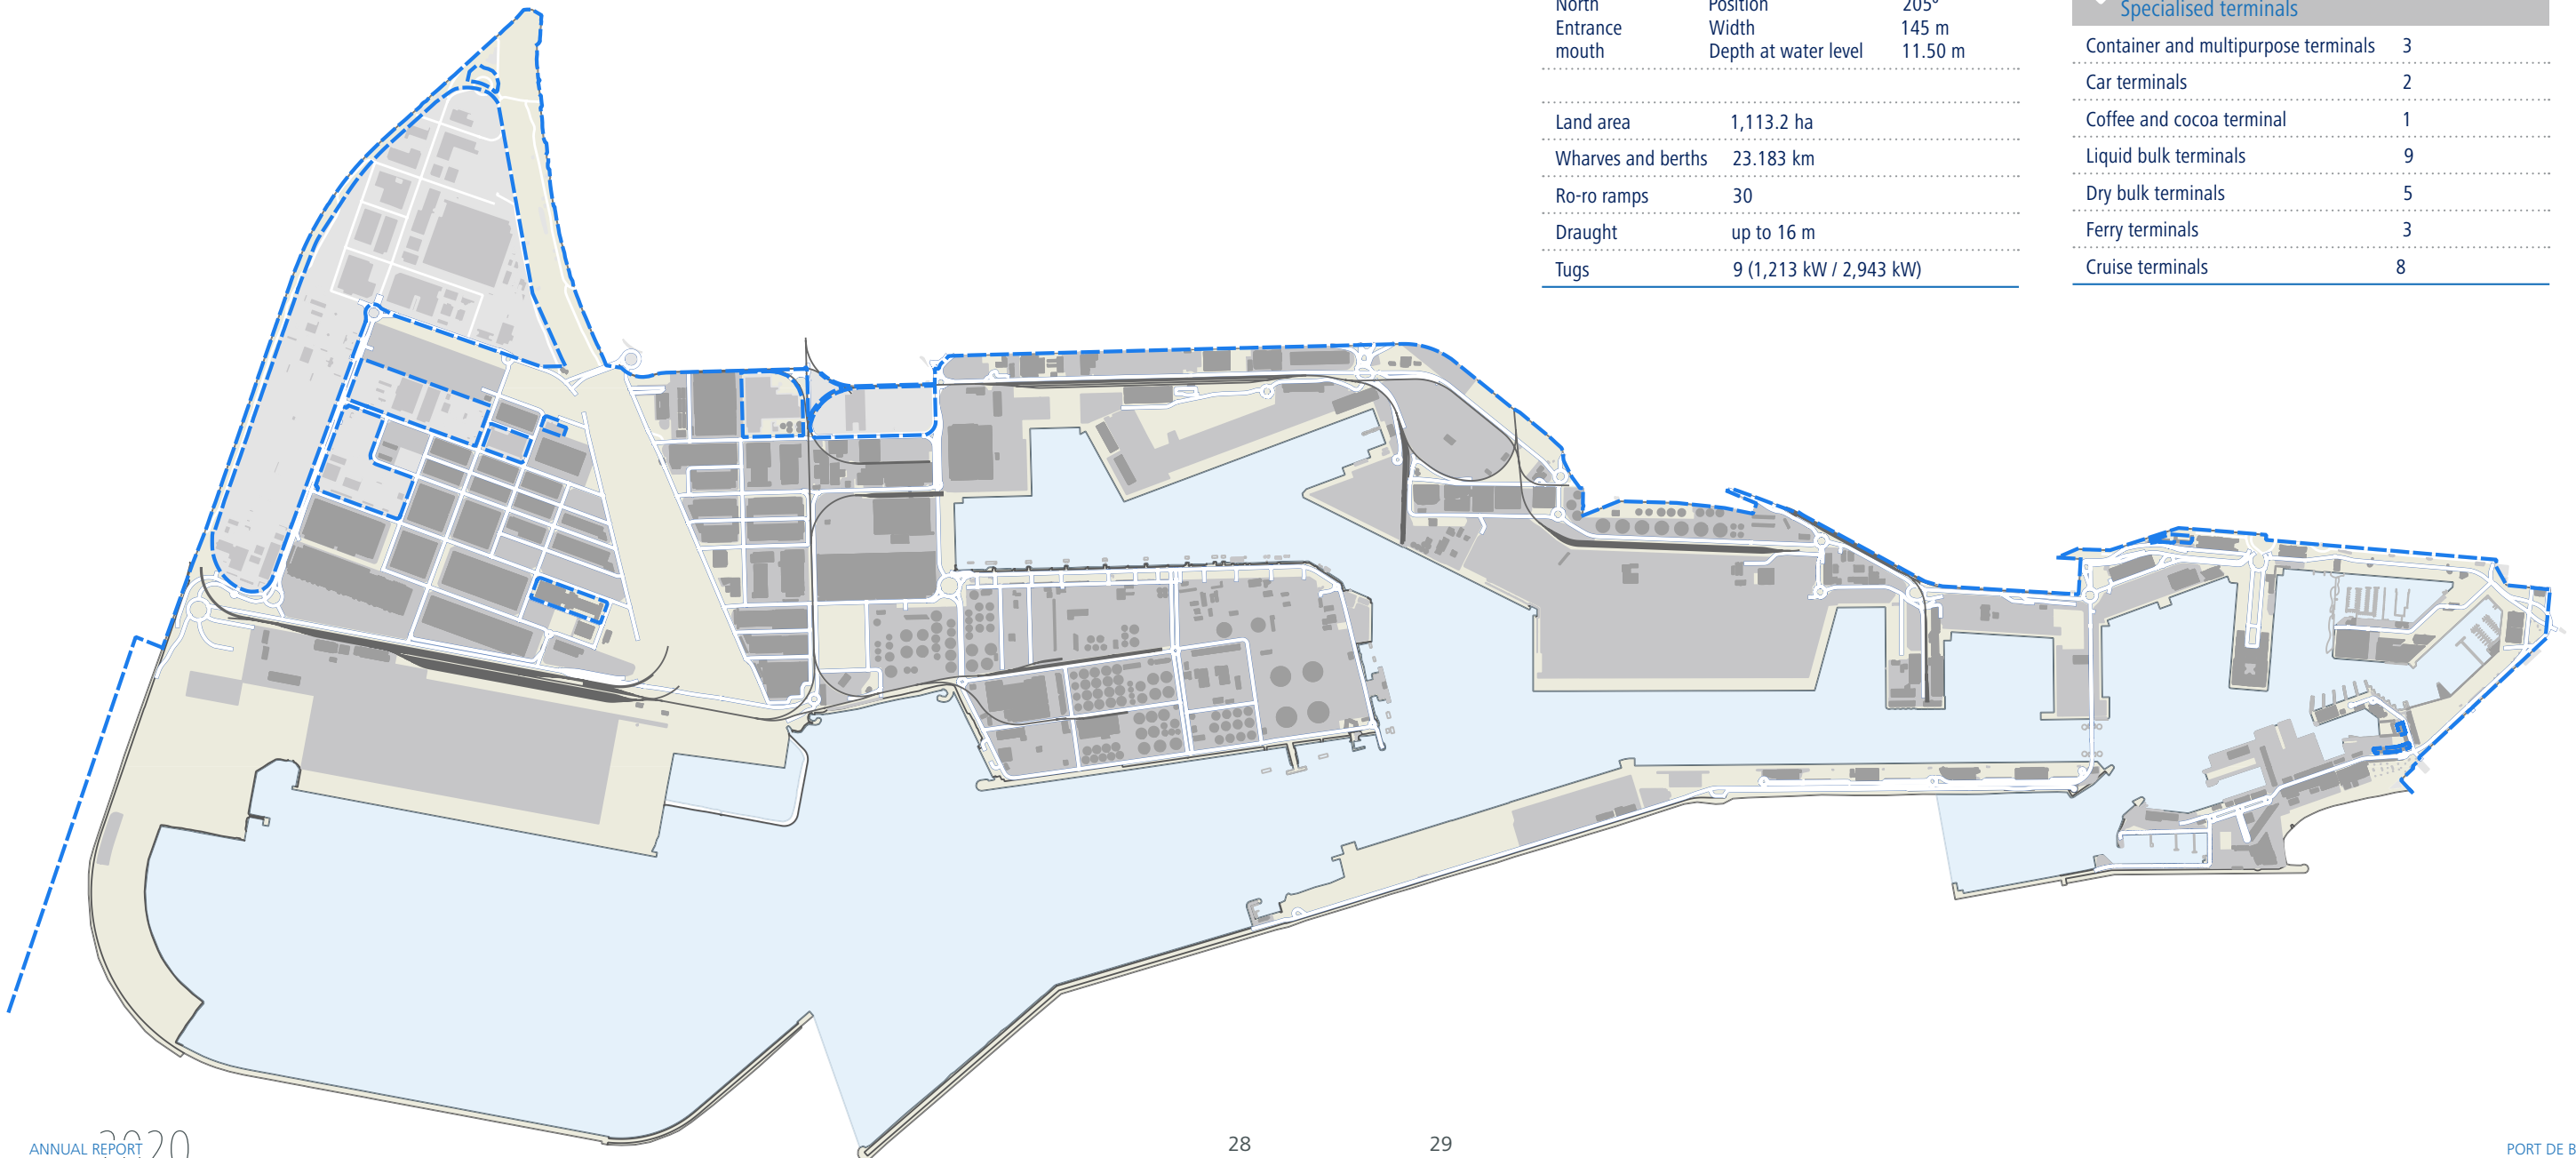 North Position 205º
Entrance Width 145 m
mouth Depth at water level 11.50 m
Land area 1,113.2 ha
Wharves and berths 23.183 km
Ro-ro ramps 30
Draught up to 16 m
Tugs 9 (1,213 kW / 2,943 kW)
Specialised terminals
Container and multipurpose terminals 3
Car terminals 2
Coffee and cocoa terminal 1
Liquid bulk terminals 9
Dry bulk terminals 5
Ferry terminals 3
Cruise terminals 8
ANNUAL REPORT 2020
28
29
PORT DE B